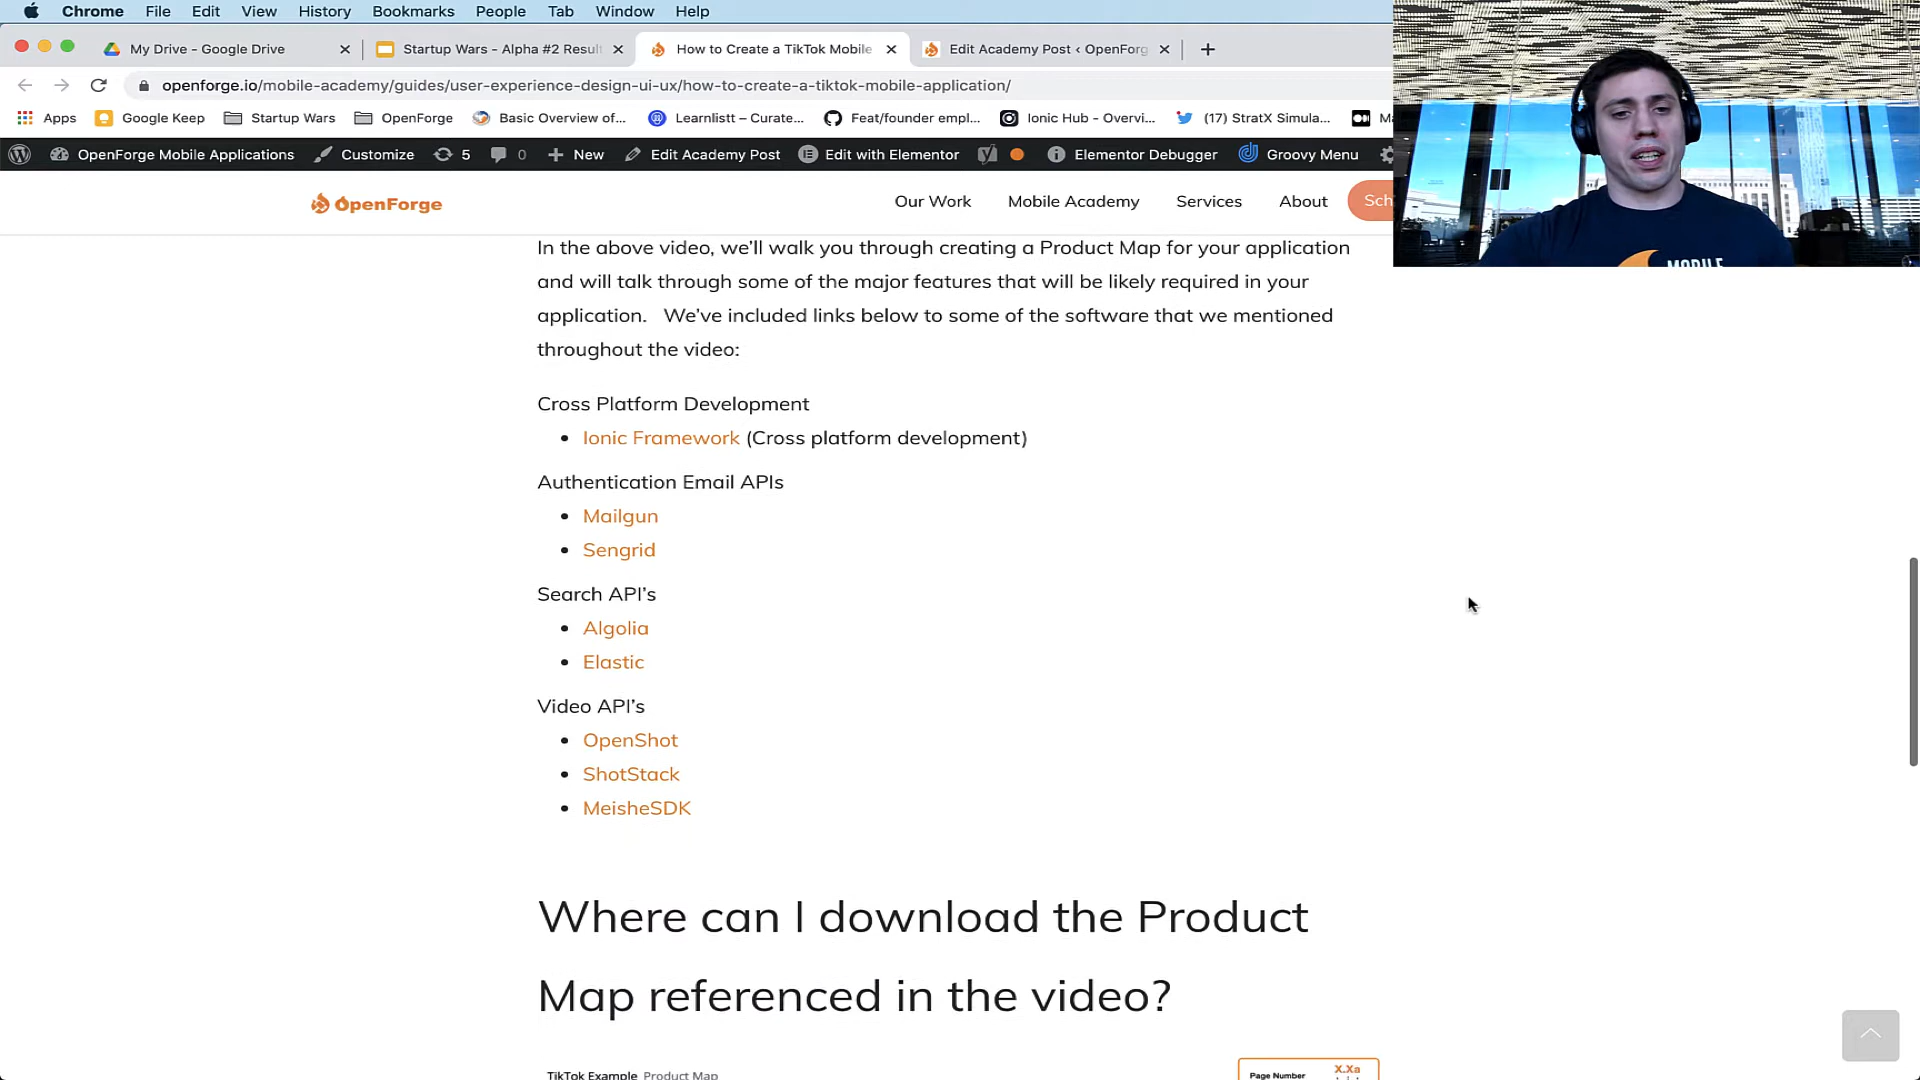 Chrome File Edit View History Bookmarks People Tab Window Help
My Drive - Google Drive
Startup Wars - Alpha #2 Result
How to Create a TikTok Mobile
Edit Academy Post ‹ OpenForg
openforge.io/mobile-academy/guides/user-experience-design-ui-ux/how-to-create-a-tiktok-mobile-application/
Apps Google Keep Startup Wars OpenForge Basic Overview of... Learnlistt – Curate... Feat/founder empl... Ionic Hub - Overvi... (17) StratX Simula...
OpenForge Mobile Applications Customize 5 0 New Edit Academy Post Edit with Elementor Elementor Debugger Groovy Menu
OpenForge
Our Work Mobile Academy Services About Sch
MOBILE
In the above video, we’ll walk you through creating a Product Map for your application
and will talk through some of the major features that will be likely required in your
application. We’ve included links below to some of the software that we mentioned
throughout the video:
Cross Platform Development
• Ionic Framework (Cross platform development)
Authentication Email APIs
• Mailgun
• Sengrid
Search API’s
• Algolia
• Elastic
Video API’s
• OpenShot
• ShotStack
• MeisheSDK
Where can I download the Product
Map referenced in the video?
TikTok Example Product Map
Page Number X.Xa